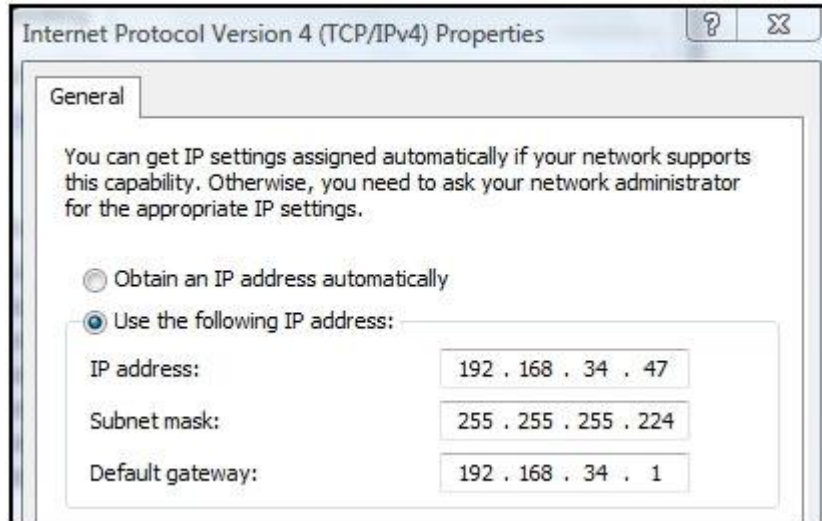 Internet Protocol Version 4 (TCP/IPv4) Properties
?
General
You can get IP settings assigned automatically if your network supports
this capability. Otherwise, you need to ask your network administrator
for the appropriate IP settings.
Obtain an IP address automatically
Use the following IP address:
IP address: 192 . 168 . 34 . 47
Subnet mask: 255 . 255 . 255 . 224
Default gateway: 192 . 168 . 34 . 1